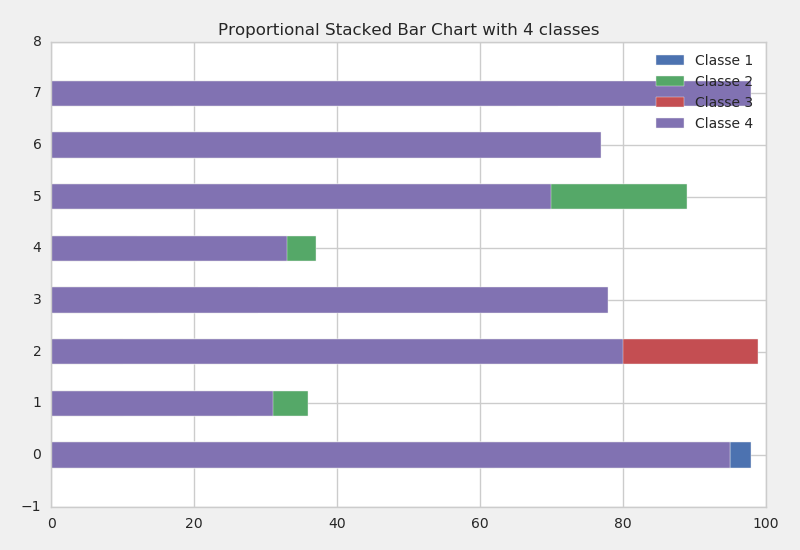 Proportional Stacked Bar Chart with 4 classes
8
7
6
5
4
3
2
1
0
−1
0 20 40 60 80 100
Classe 1
Classe 2
Classe 3
Classe 4